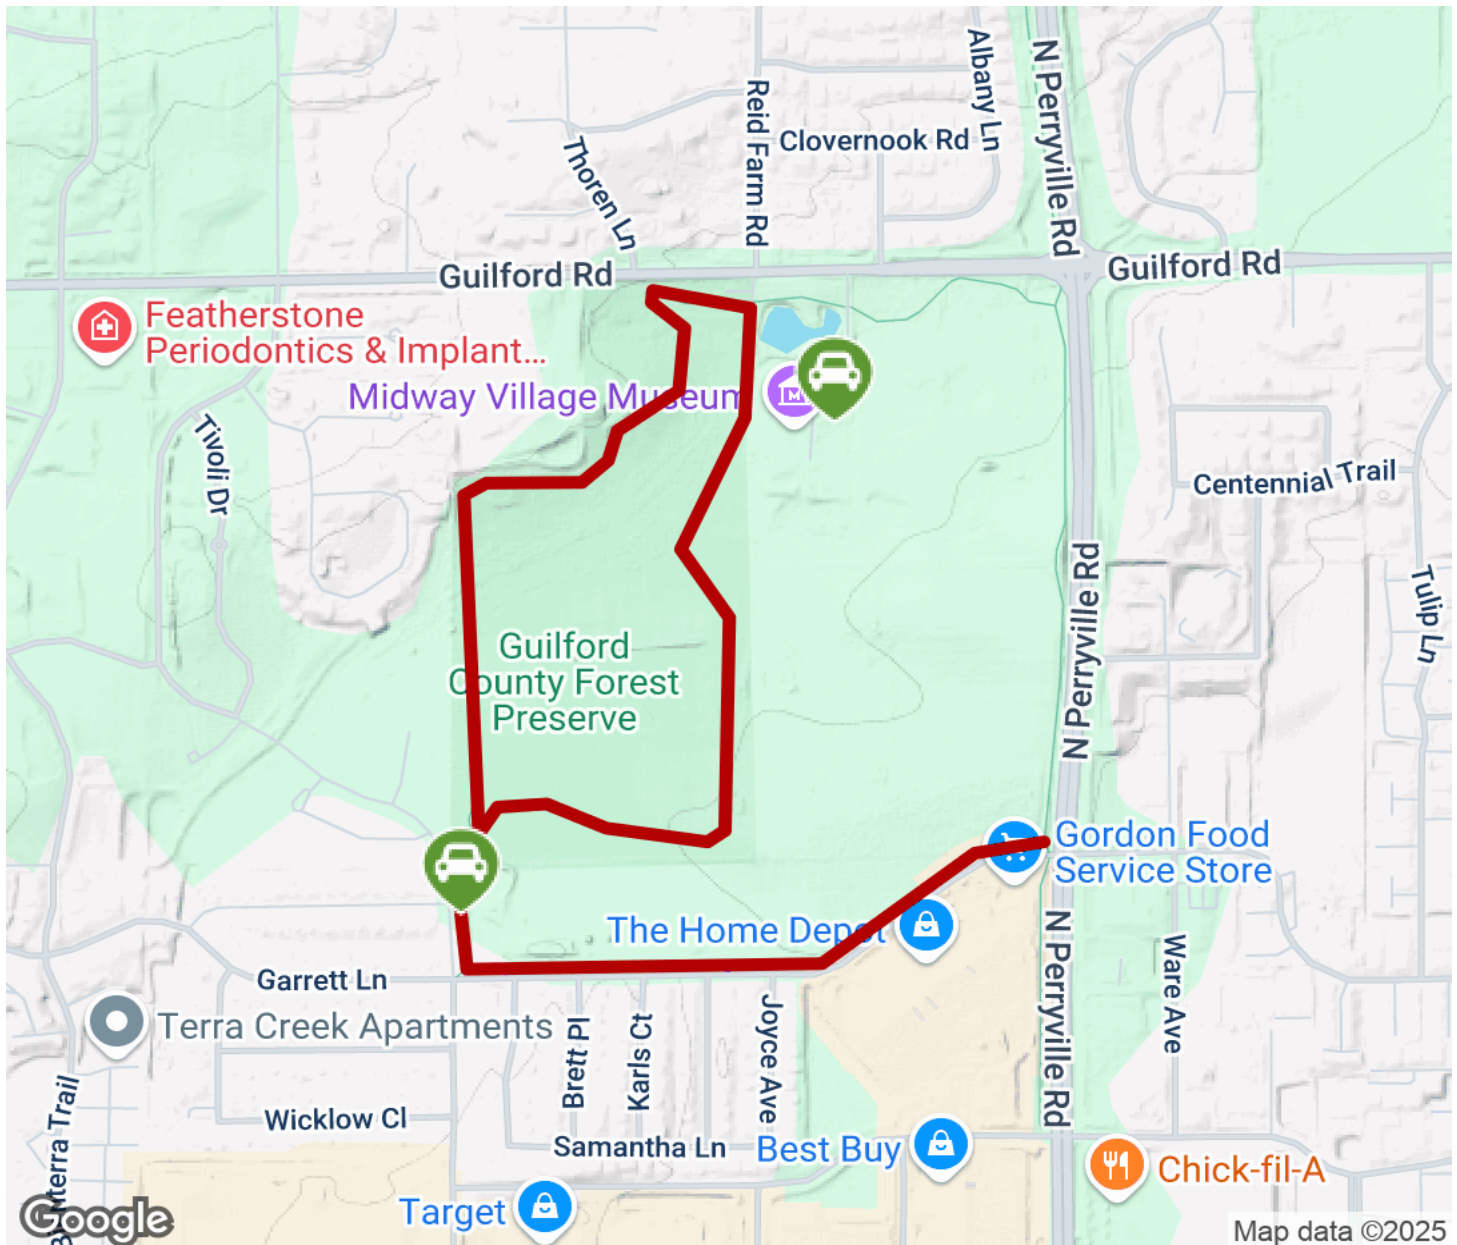 Albany Ln
N Perryville Rd
Reid Farm Rd
Clovernook Rd
Thoren Ln
Guilford Rd
Guilford Rd
Featherstone
Periodontics & Implant...
Midway Village Museum
Tivoli Dr
Centennial Trail
N Perryville Rd
Tulip Ln
Guilford
County Forest
Preserve
Gordon Food
Service Store
The Home Depot
N Perryville Rd
Ware Ave
Garrett Ln
Terra Creek Apartments
Brett Pl
Karls Ct
Joyce Ave
Wicklow Cl
Samantha Ln
Best Buy
Chick-fil-A
Target
Trail
Google
Map data ©2025